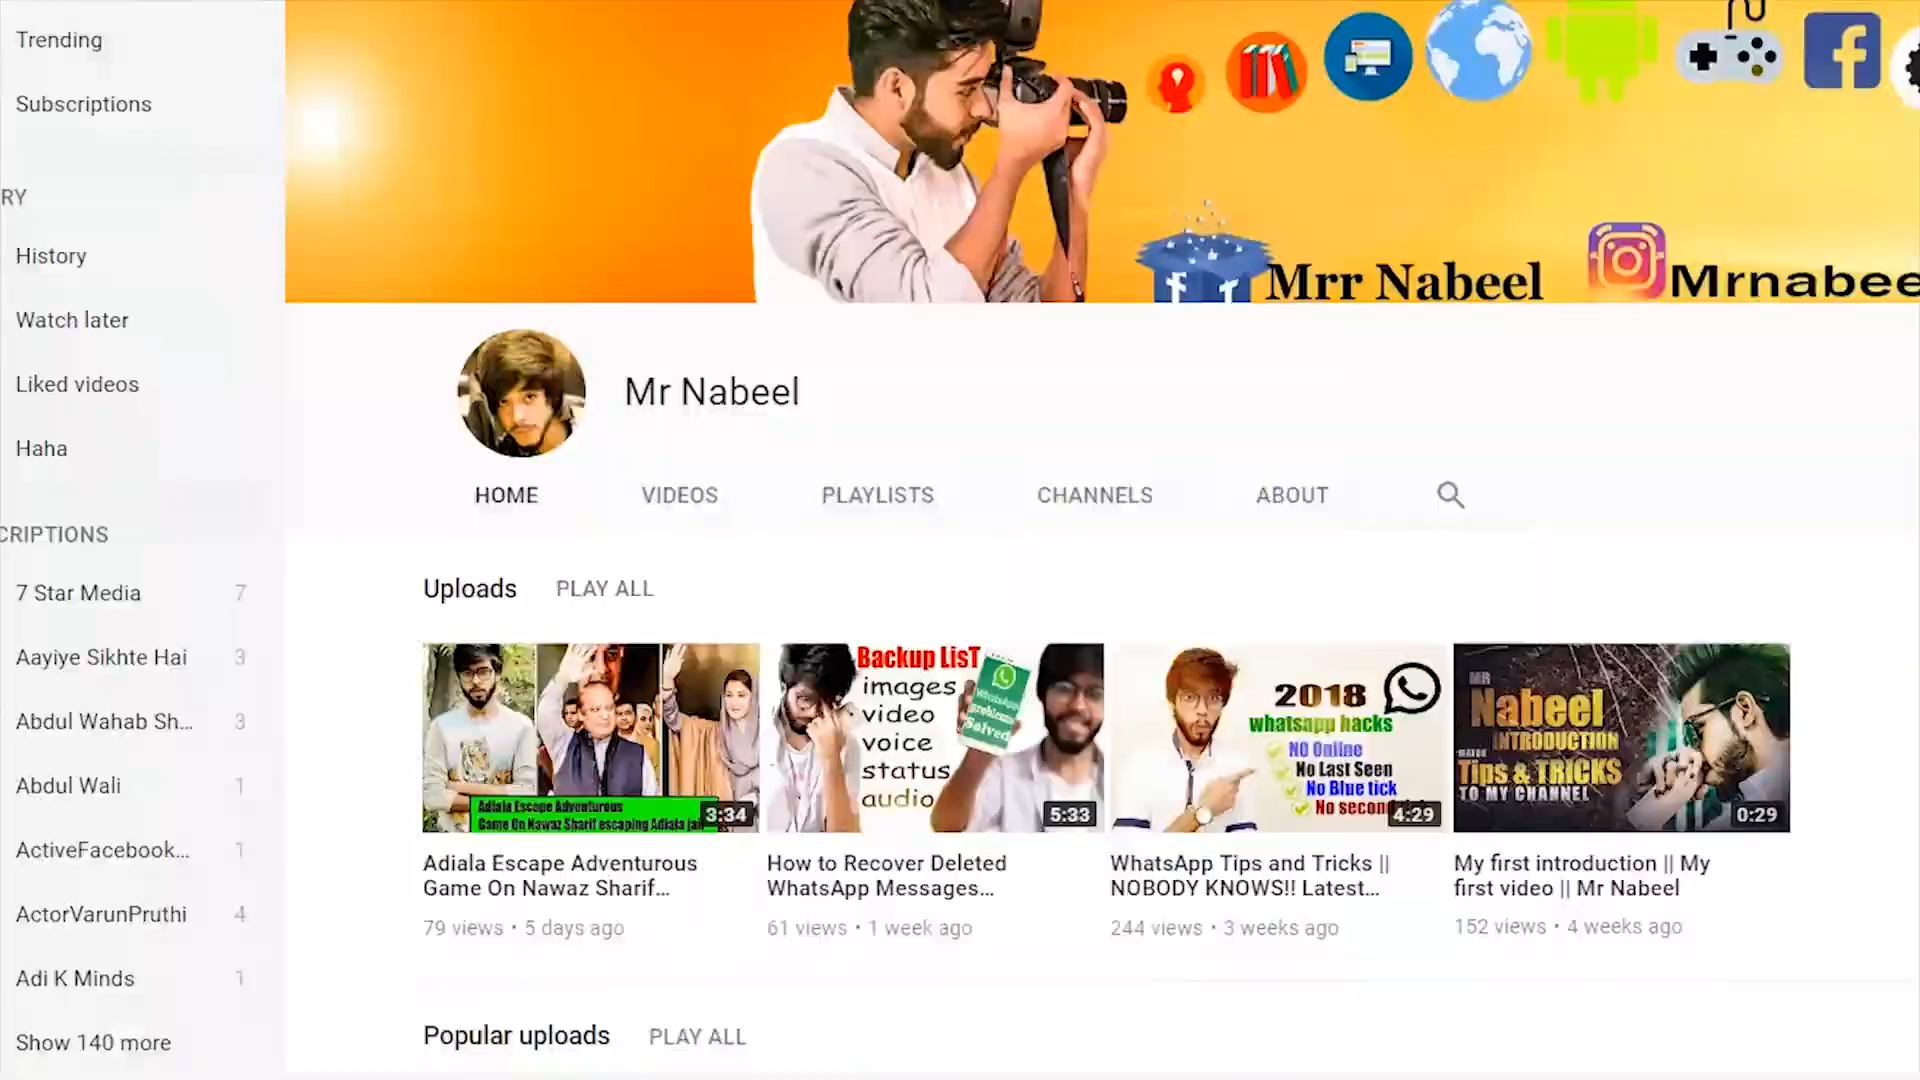 Trending
Subscriptions
RY
History
Watch later
Liked videos
Haha
CRIPTIONS
7 Star Media 7
Aayiye Sikhte Hai 3
Abdul Wahab Sh... 3
Abdul Wali 1
ActiveFacebook... 1
ActorVarunPruthi 4
Adi K Minds 1
Show 140 more
Mrr Nabeel
Mrnabee
Mr Nabeel
HOME VIDEOS PLAYLISTS CHANNELS ABOUT
Uploads PLAY ALL
Adiala Escape Adventurous
Game On Nawaz Sharif escaping Adiala jail
3:34
Backup LisT
images
video
voice
status
audio
WhatsApp
problems
Solved
5:33
2018
whatsapp hacks
NO Online
No Last Seen
No Blue tick
No second
4:29
MR
Nabeel
INTRODUCTION
Tips & TRICKS
TO MY CHANNEL
0:29
Adiala Escape Adventurous
Game On Nawaz Sharif...
79 views • 5 days ago
How to Recover Deleted
WhatsApp Messages...
61 views • 1 week ago
WhatsApp Tips and Tricks ||
NOBODY KNOWS!! Latest...
244 views • 3 weeks ago
My first introduction || My
first video || Mr Nabeel
152 views • 4 weeks ago
Popular uploads PLAY ALL